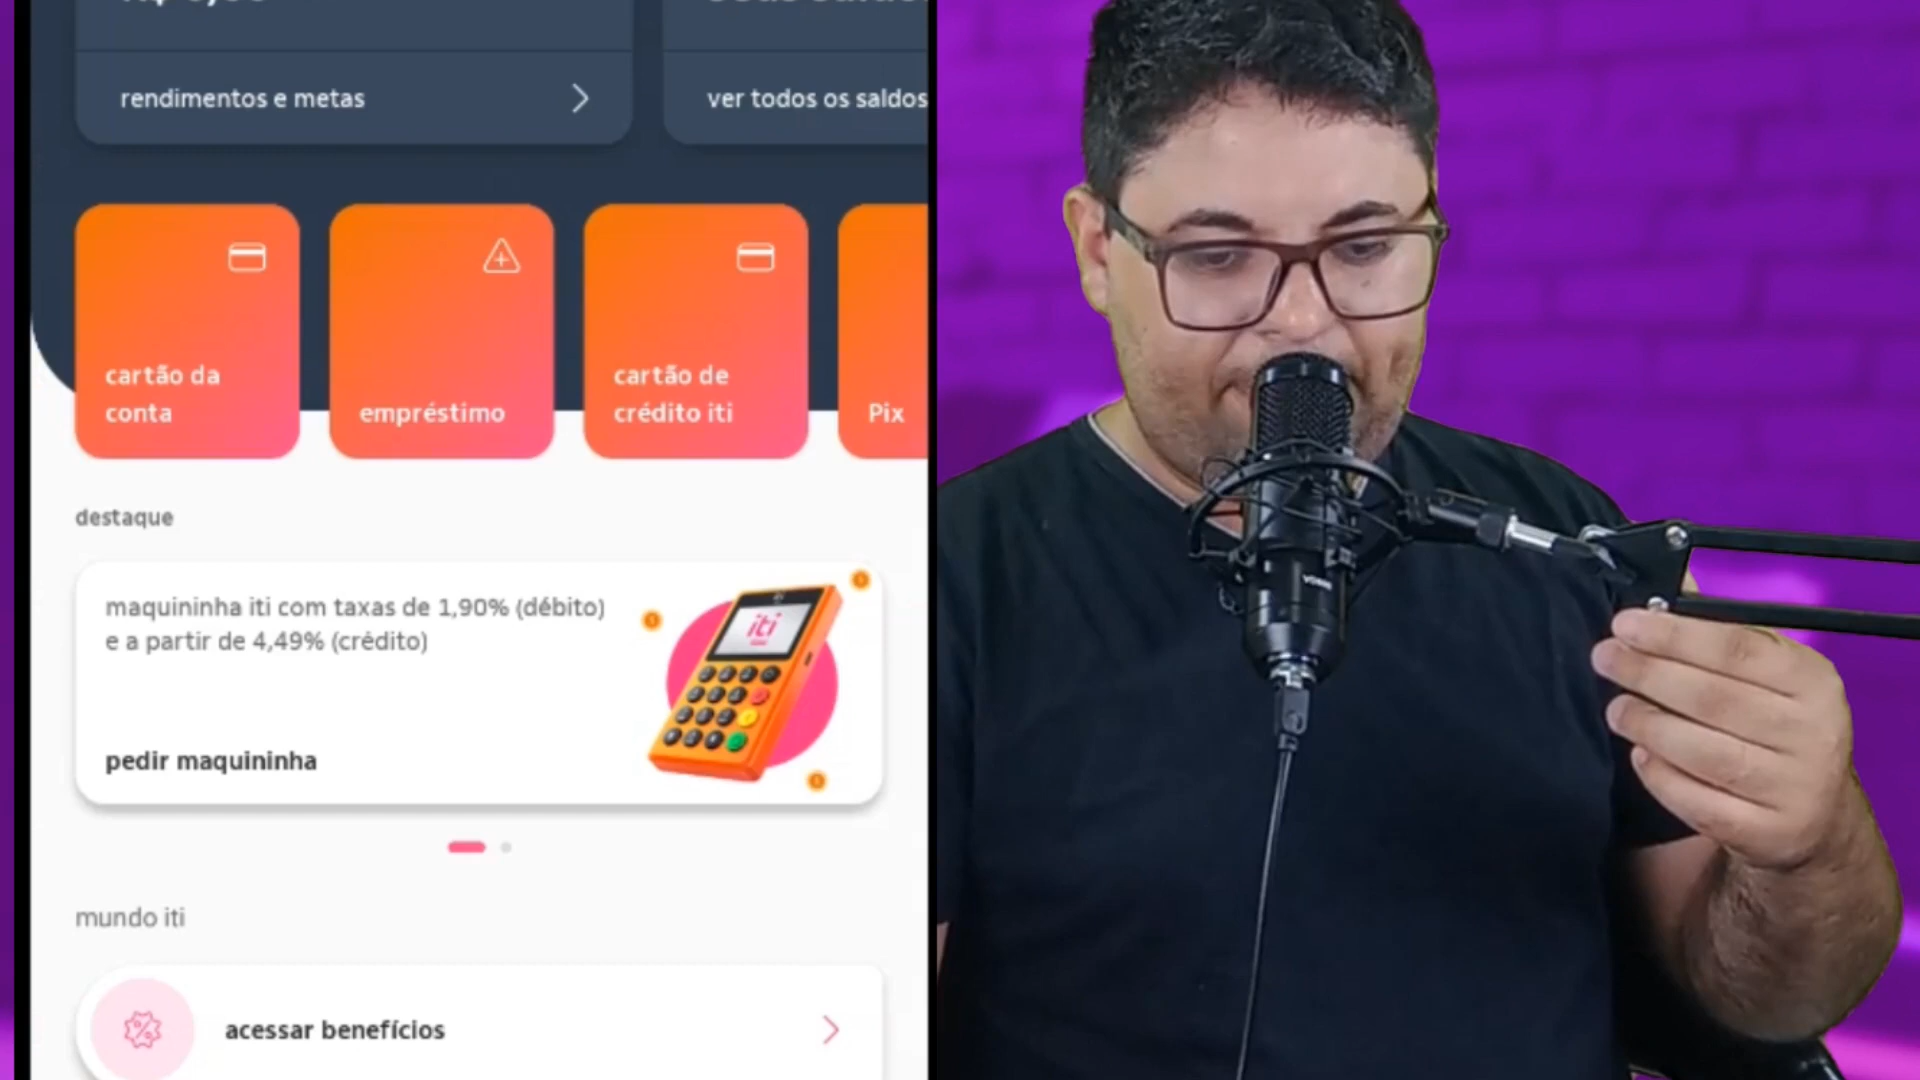 rendimentos e metas
ver todos os saldos
cartão da
conta
empréstimo
cartão de
crédito iti
Pix
destaque
maquininha iti com taxas de 1,90% (débito)
e a partir de 4,49% (crédito)
iti
pedir maquininha
mundo iti
acessar benefícios